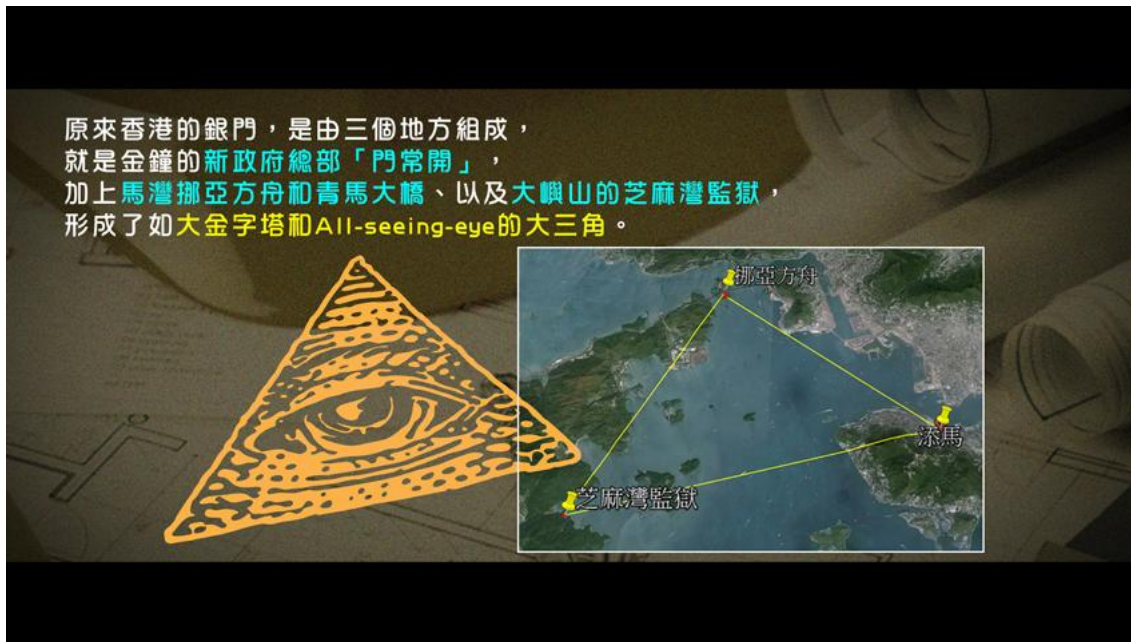 原來香港的銀門，是由三個地方組成，
就是金鐘的新政府總部「門常開」，
加上馬灣挪亞方舟和青馬大橋、以及大嶼山的芝麻灣監獄，
形成了如大金字塔和All-seeing-eye的大三角。
挪亞方舟
添馬
芝麻灣監獄